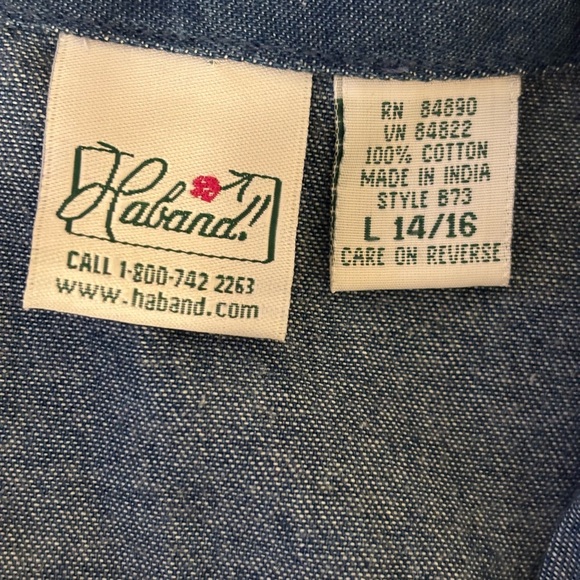 Haband!!
CALL 1-800-742 2263
www.haband.com
RN 84890
VN 84822
100% COTTON
MADE IN INDIA
STYLE B73
L 14/16
CARE ON REVERSE